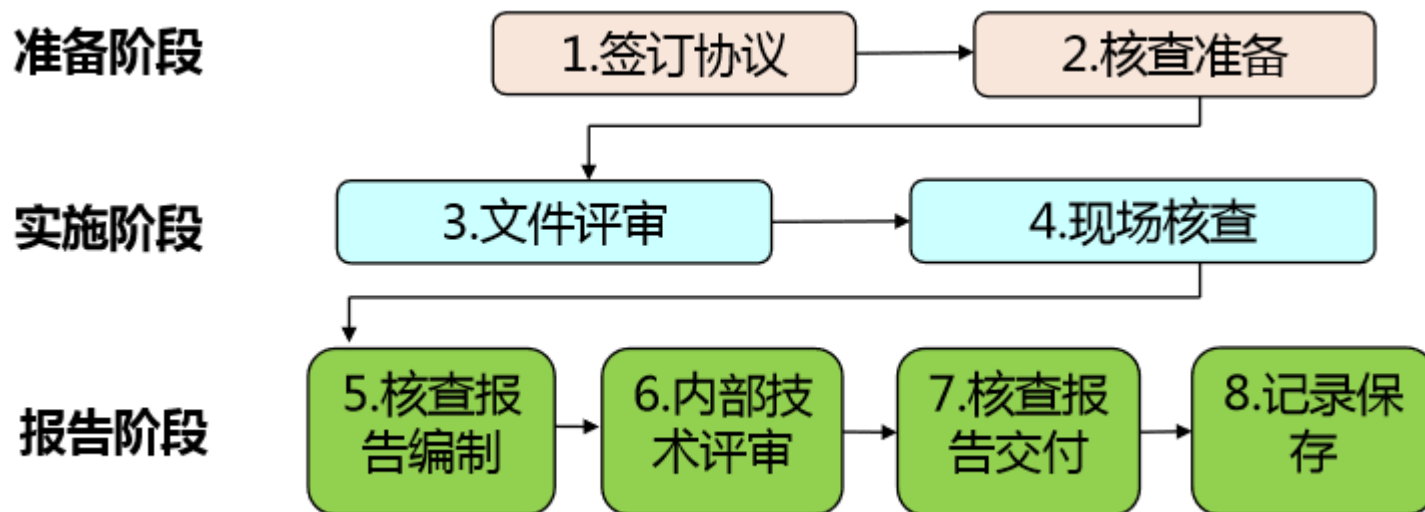 准备阶段
1.签订协议
2.核查准备
实施阶段
3.文件评审
4.现场核查
报告阶段
5.核查报
告编制
6.内部技
术评审
7.核查报
告交付
8.记录保
存